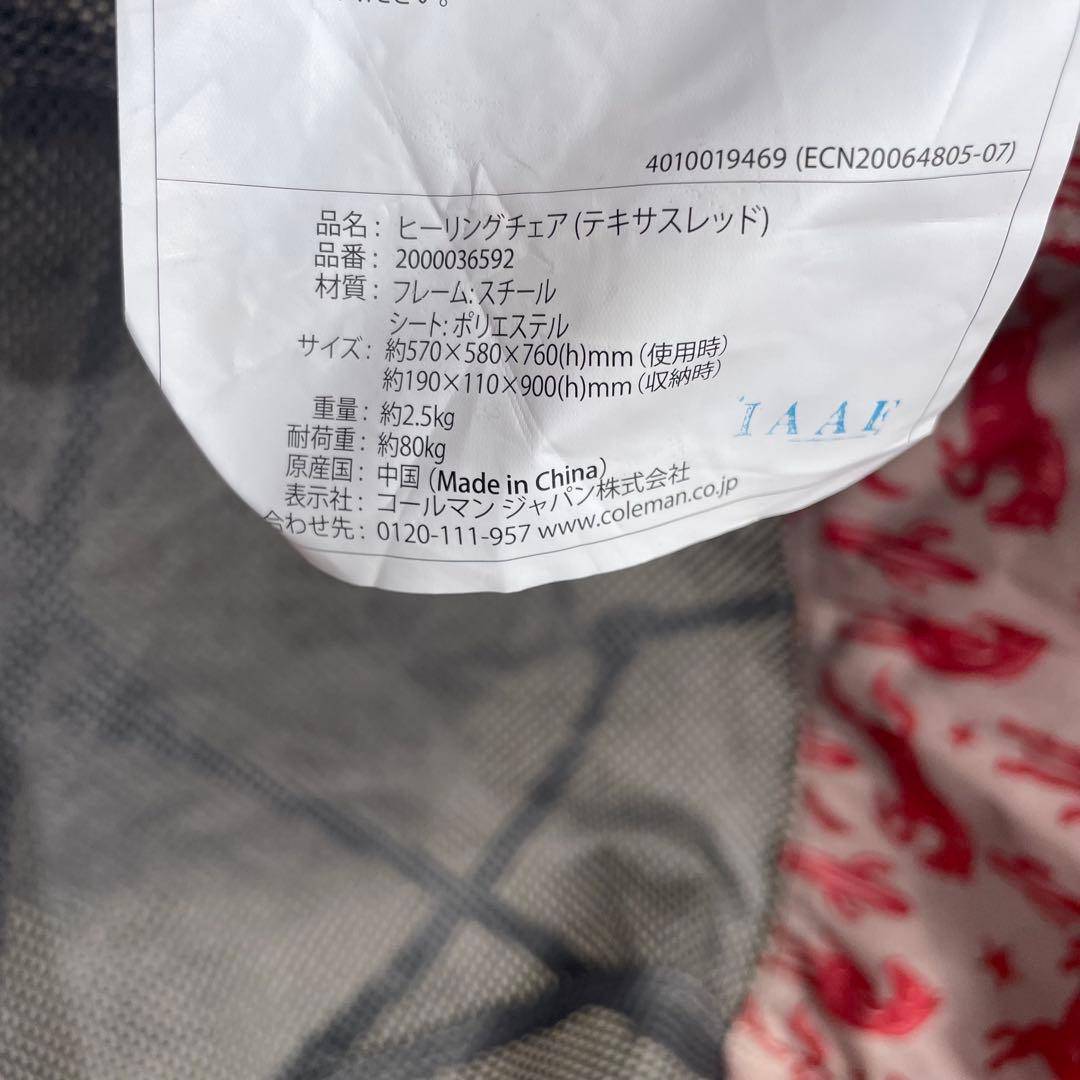 ださい。
4010019469 (ECN20064805-07)
品名： ヒーリングチェア (テキサスレッド)
品番： 2000036592
材質： フレーム：スチール
シート：ポリエステル
サイズ： 約570×580×760(h)mm（使用時）
約190×110×900(h)mm（収納時）
重量： 約2.5kg
耐荷重： 約80kg
原産国： 中国（Made in China）
表示社： コールマン ジャパン株式会社
合わせ先： 0120-111-957 www.coleman.co.jp
IAAF